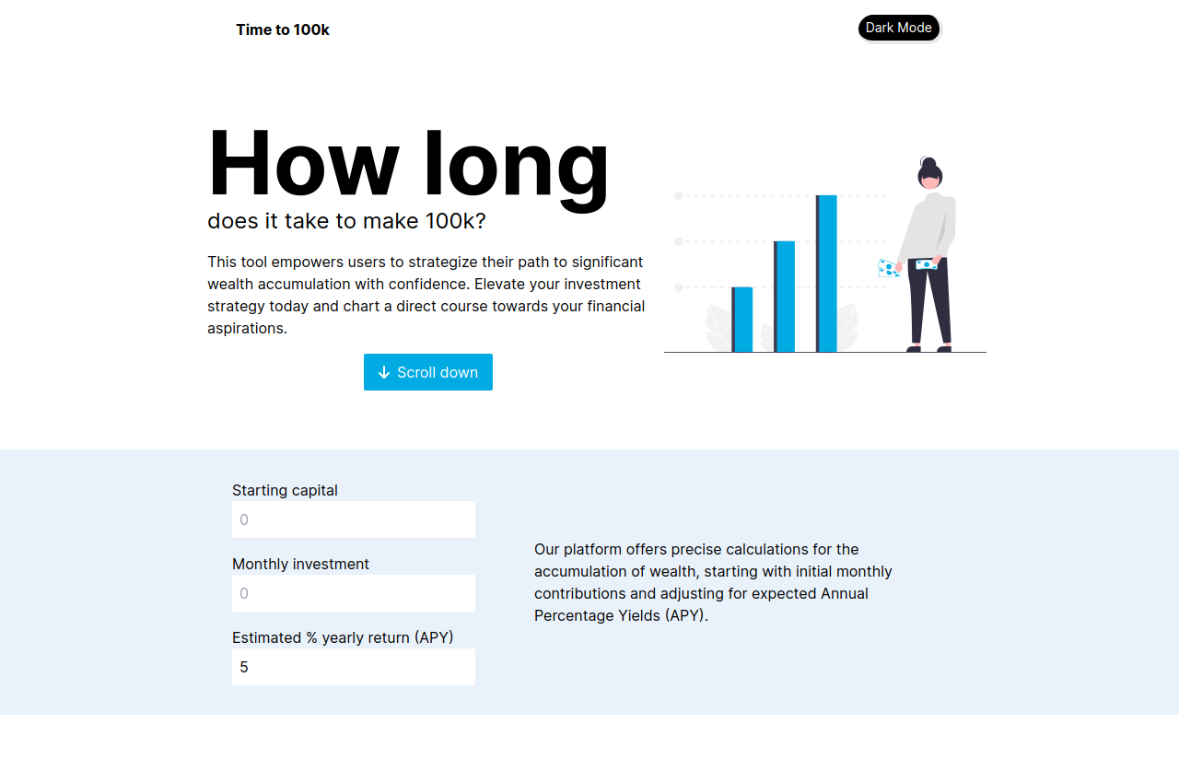 Time to 100k
Dark Mode
How long
does it take to make 100k?
This tool empowers users to strategize their path to significant
wealth accumulation with confidence. Elevate your investment
strategy today and chart a direct course towards your financial
aspirations.
Scroll down
Starting capital
0
Monthly investment
0
Estimated % yearly return (APY)
5
Our platform offers precise calculations for the
accumulation of wealth, starting with initial monthly
contributions and adjusting for expected Annual
Percentage Yields (APY).